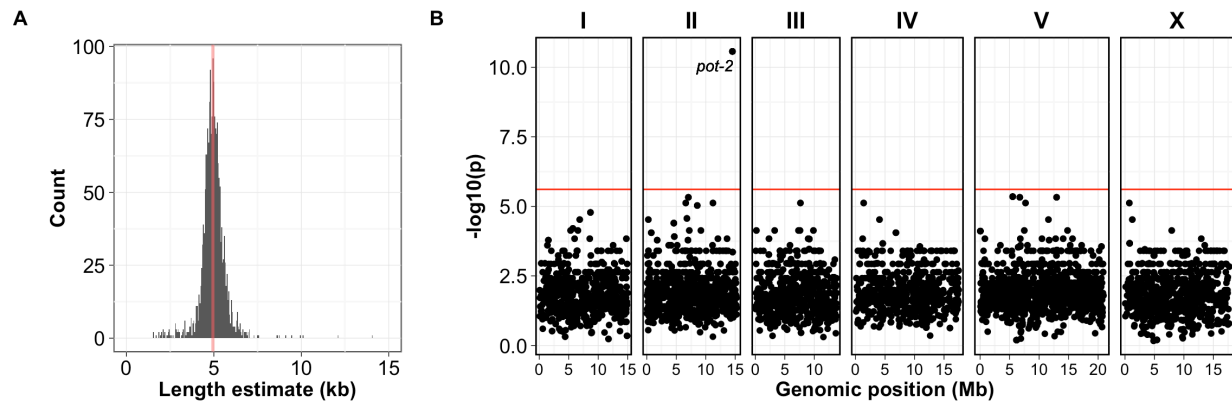 A
100
75
50
25
0
0 5 10 15
Length estimate (kb)
Count
B
I II III IV V X
pot-2
10.0
7.5
5.0
2.5
0.0
-log10(p)
0 5 10 15 0 5 10 15 0 5 10 0 5 10 15 0 5 10 15 20 0 5 10 15
Genomic position (Mb)